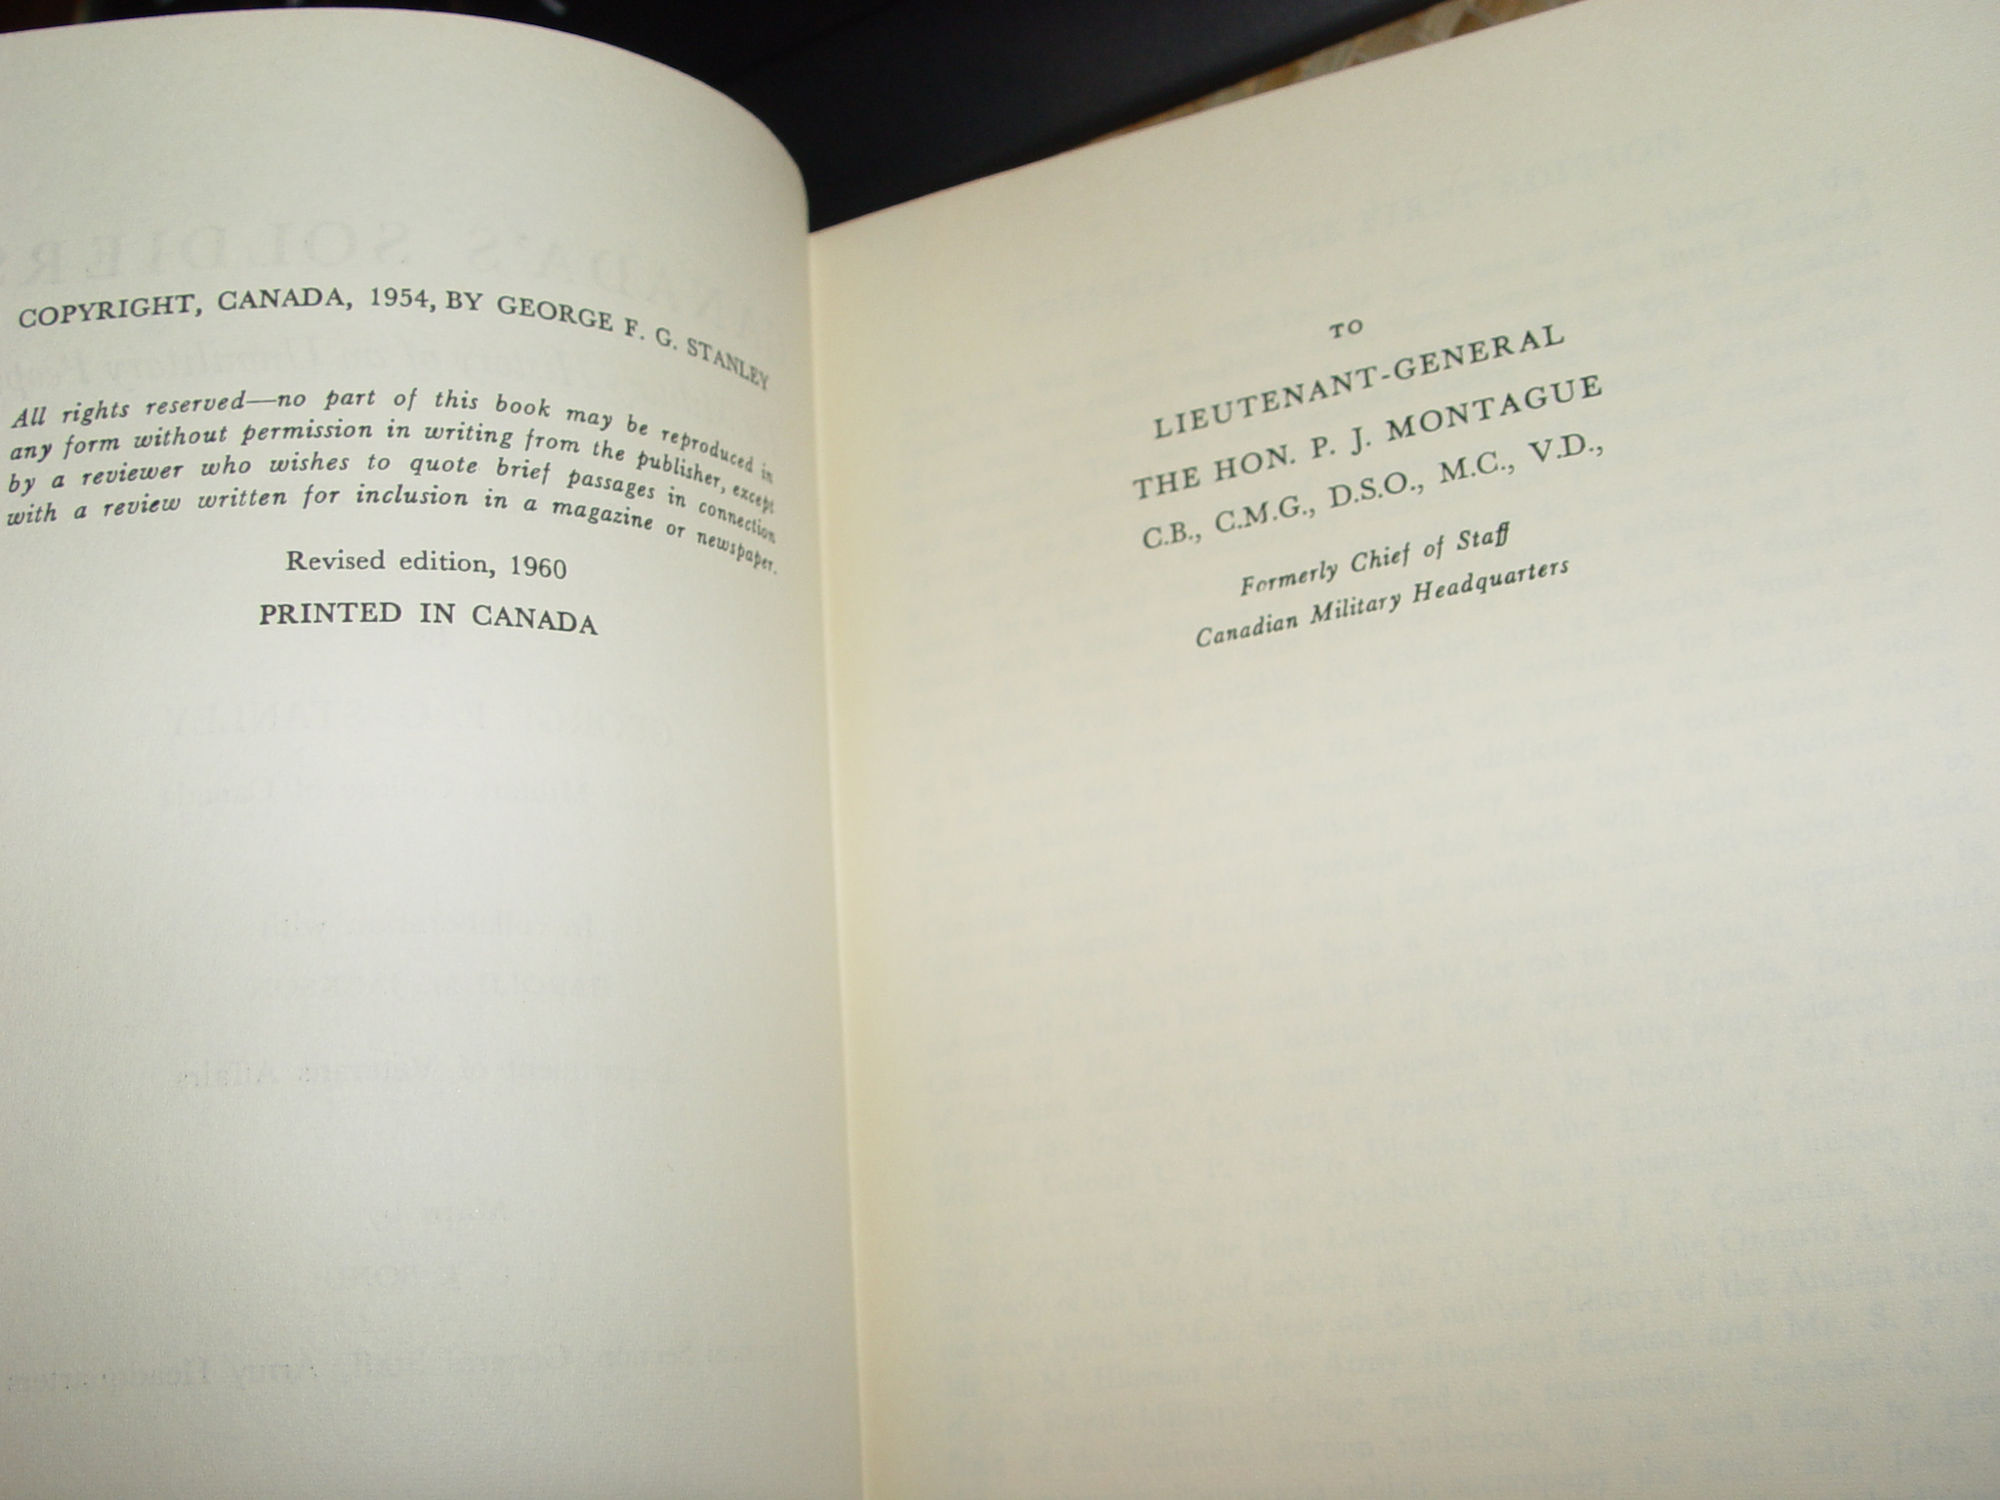 COPYRIGHT, CANADA, 1954, BY GEORGE F. G. STANLEY
All rights reserved—no part of this book may be reproduced in
any form without permission in writing from the publisher, except
by a reviewer who wishes to quote brief passages in connection
with a review written for inclusion in a magazine or newspaper.
Revised edition, 1960
PRINTED IN CANADA
TO
LIEUTENANT-GENERAL
THE HON. P. J. MONTAGUE
C.B., C.M.G., D.S.O., M.C., V.D.,
Formerly Chief of Staff
Canadian Military Headquarters